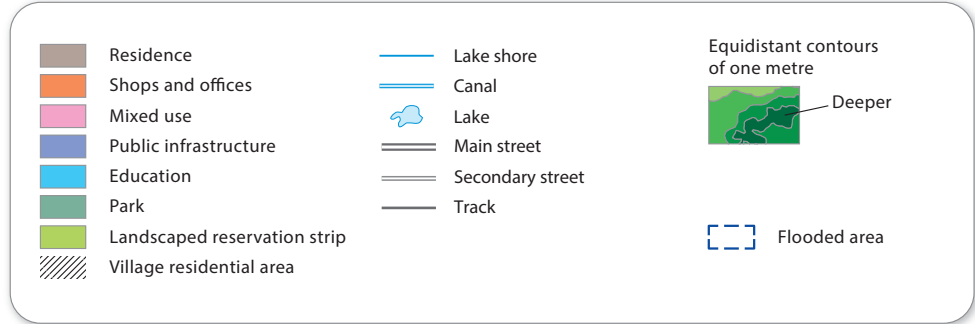 Residence
Shops and offices
Mixed use
Public infrastructure
Education
Park
Landscaped reservation strip
Village residential area
Lake shore
Canal
Lake
Main street
Secondary street
Track
Equidistant contours
of one metre
Deeper
Flooded area